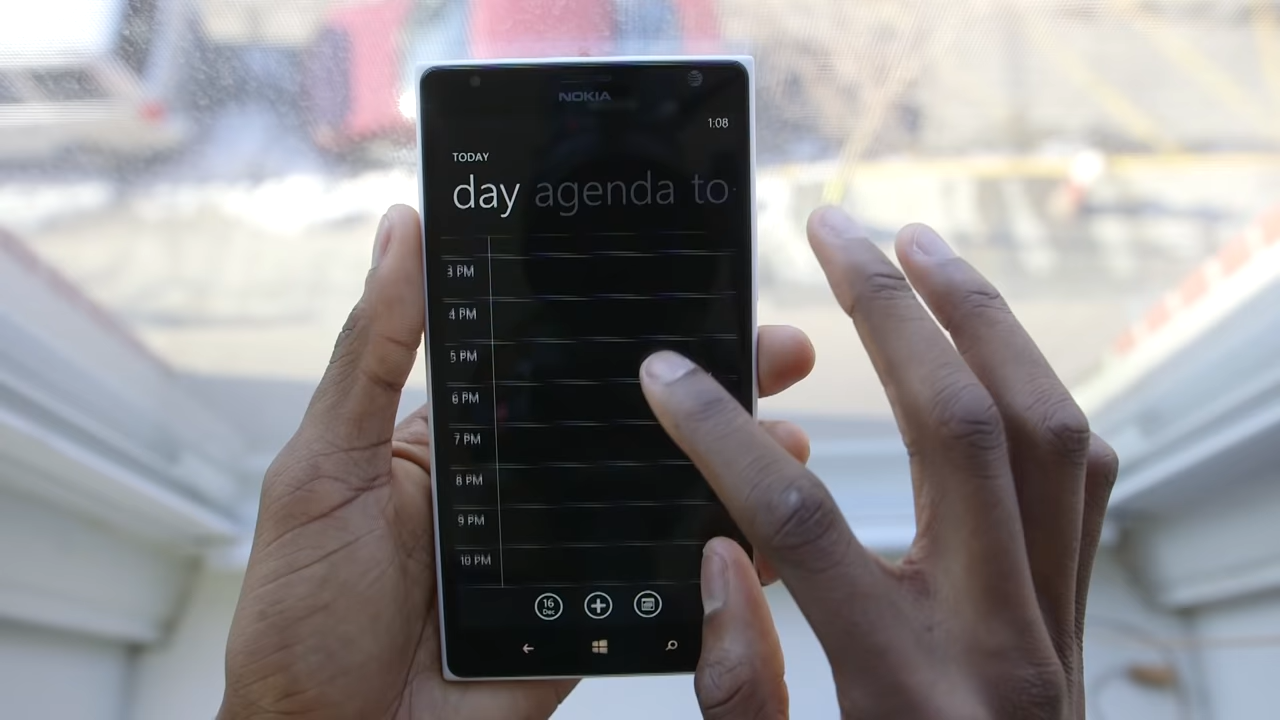 NOKIA
1:08
TODAY
day agenda to
3 PM
4 PM
5 PM
6 PM
7 PM
8 PM
9 PM
10 PM
16
Dec